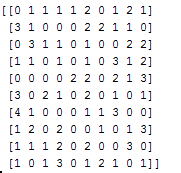 [[0 1 1 1 1 2 0 1 2 1]
[3 1 0 0 0 2 2 1 1 0]
[0 3 1 1 0 1 0 0 2 2]
[1 1 0 1 0 1 0 3 1 2]
[0 0 0 0 2 2 0 2 1 3]
[3 0 2 1 0 2 0 1 0 1]
[4 1 0 0 0 1 1 3 0 0]
[1 2 0 2 0 0 1 0 1 3]
[1 1 1 2 0 2 0 0 3 0]
[1 0 1 3 0 1 2 1 0 1]]